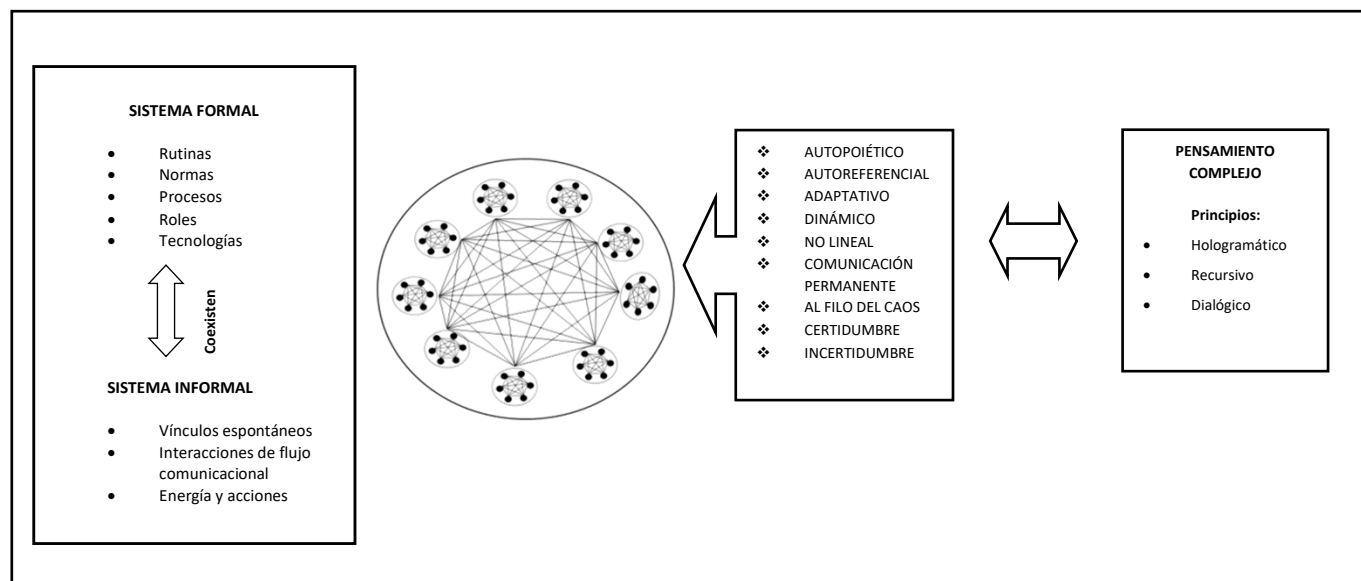 SISTEMA FORMAL
• Rutinas
• Normas
• Procesos
• Roles
• Tecnologías
Coexisten
SISTEMA INFORMAL
• Vínculos espontáneos
• Interacciones de flujo
comunicacional
• Energía y acciones
❖ AUTOPOIÉTICO
❖ AUTOREFERENCIAL
❖ ADAPTATIVO
❖ DINÁMICO
❖ NO LINEAL
❖ COMUNICACIÓN
PERMANENTE
❖ AL FILO DEL CAOS
❖ CERTIDUMBRE
❖ INCERTIDUMBRE
PENSAMIENTO
COMPLEJO
Principios:
• Hologramático
• Recursivo
• Dialógico